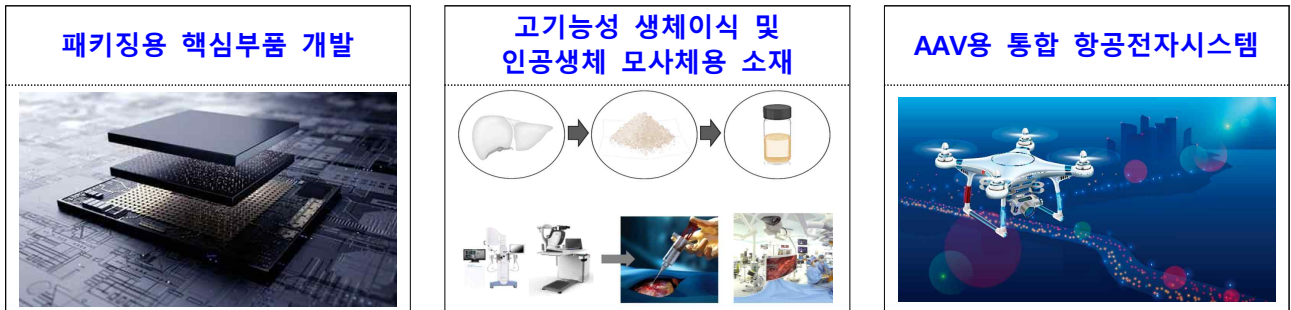 패키징용 핵심부품 개발
고기능성 생체이식 및
인공생체 모사체용 소재
AAV용 통합 항공전자시스템